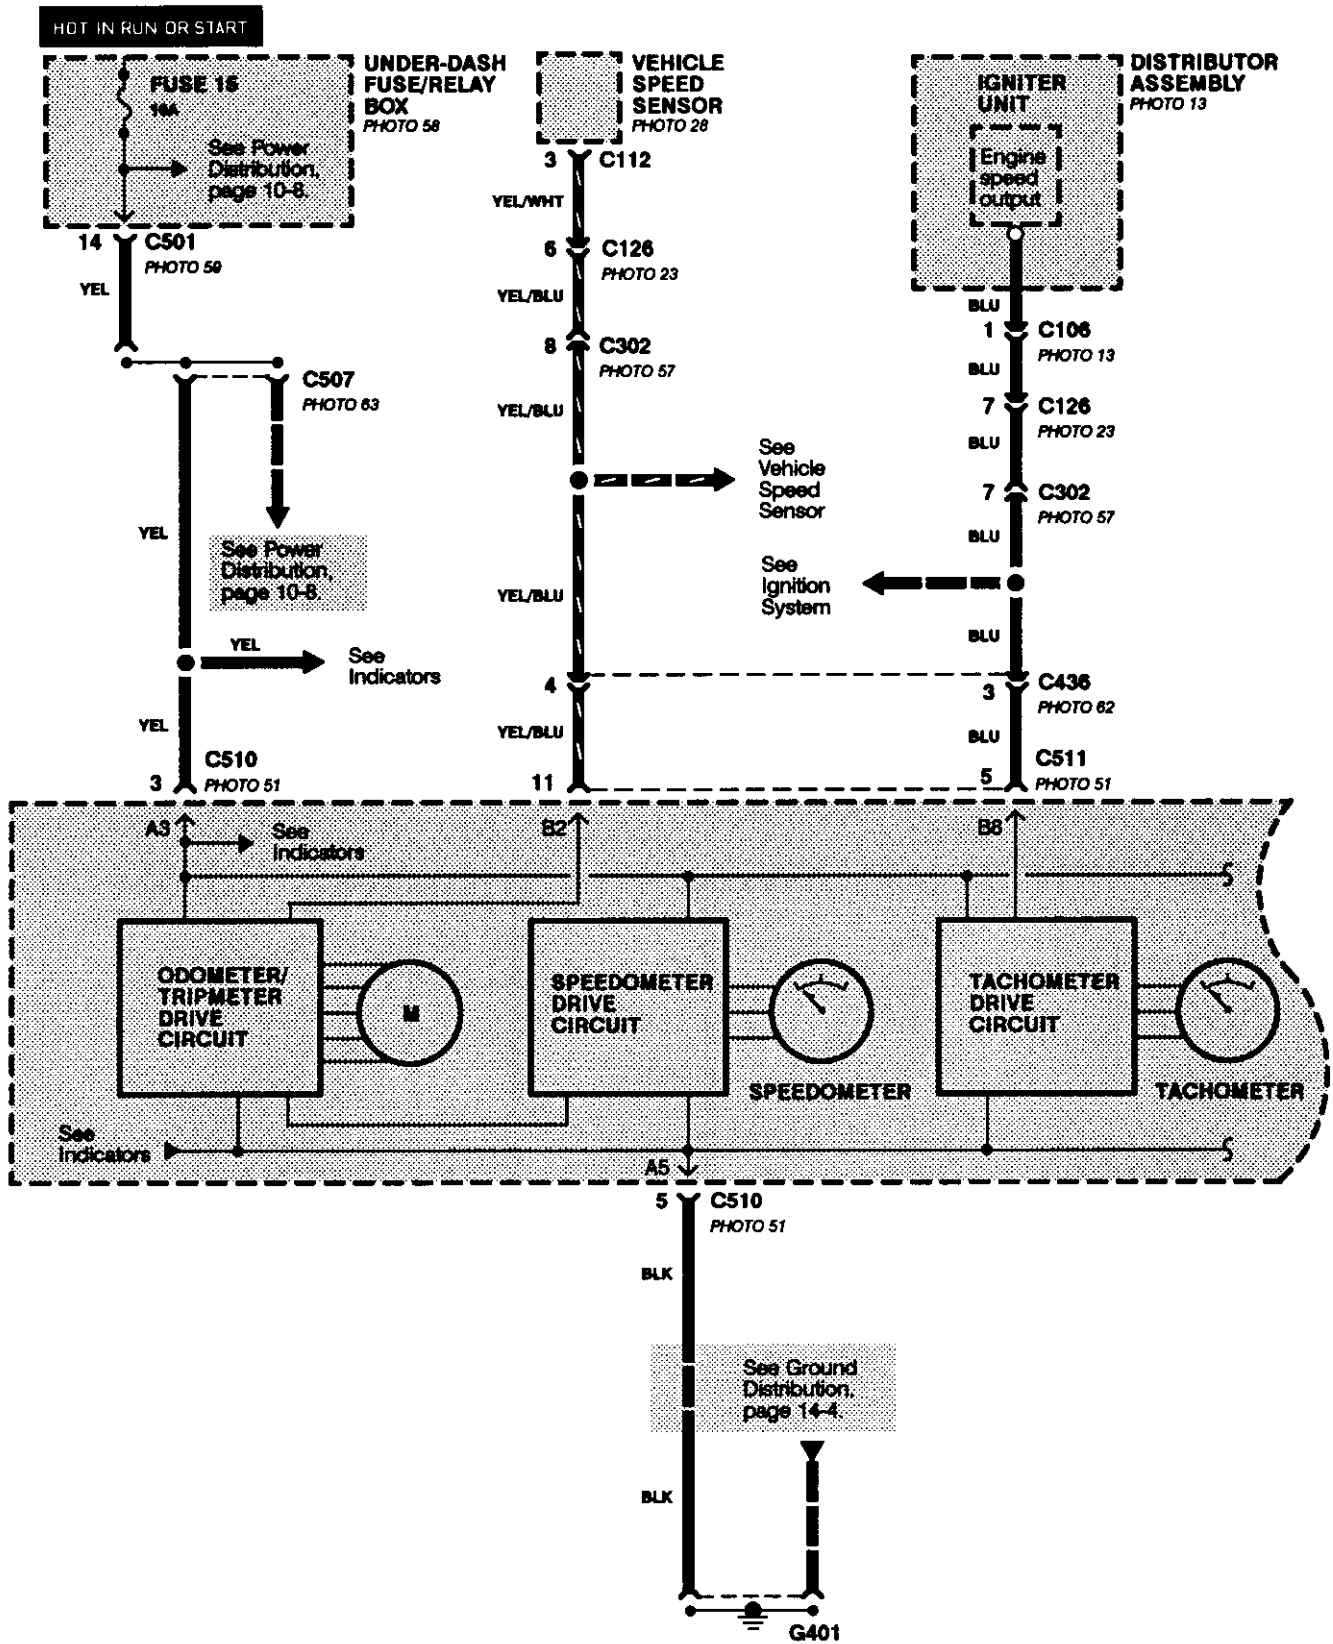 HOT IN RUN OR START
FUSE 15
10A
See Power
Distribution,
page 10-8.
UNDER-DASH
FUSE/RELAY
BOX
PHOTO 58
14
C501
PHOTO 59
YEL
C507
PHOTO 63
YEL
See Power
Distribution,
page 10-8.
YEL
See
Indicators
YEL
C510
3
PHOTO 51
VEHICLE
SPEED
SENSOR
PHOTO 28
3
C112
YEL/WHT
6
C126
PHOTO 23
YEL/BLU
8
C302
PHOTO 57
YEL/BLU
See
Vehicle
Speed
Sensor
YEL/BLU
4
YEL/BLU
11
DISTRIBUTOR
ASSEMBLY
PHOTO 13
IGNITER
UNIT
Engine
speed
output
BLU
1
C106
PHOTO 13
BLU
7
C126
PHOTO 23
BLU
7
C302
PHOTO 57
BLU
See
Ignition
System
BLU
3
C436
PHOTO 62
BLU
C511
5
PHOTO 51
A3
See
Indicators
B2
B6
ODOMETER/
TRIPMETER
DRIVE
CIRCUIT
M
SPEEDOMETER
DRIVE
CIRCUIT
SPEEDOMETER
TACHOMETER
DRIVE
CIRCUIT
TACHOMETER
See
Indicators
A5
5
C510
PHOTO 51
BLK
See Ground
Distribution,
page 14-4.
BLK
G401